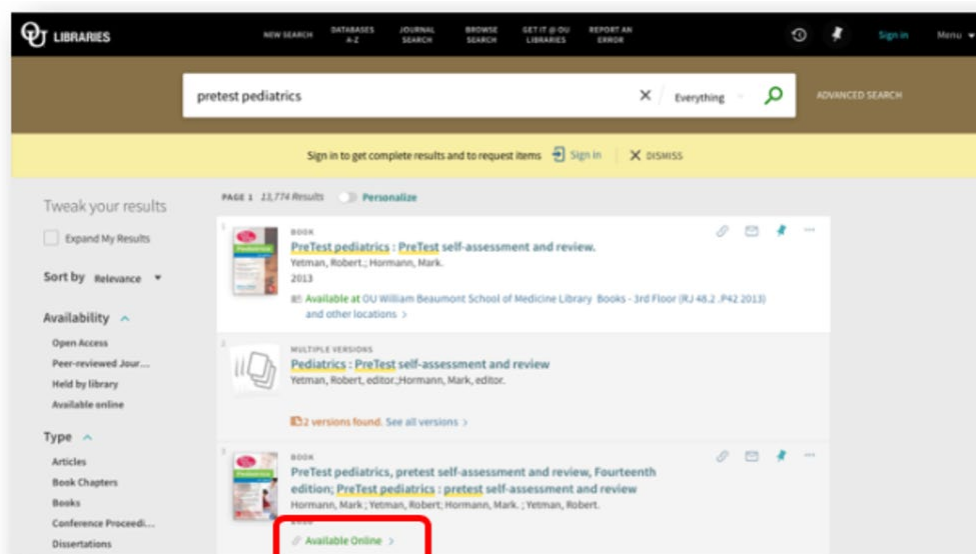 OU LIBRARIES
NEW SEARCH DATABASES A-Z JOURNAL SEARCH BROWSE SEARCH GET IT @ OU LIBRARIES REPORT AN ERROR Sign in Menu
pretest pediatrics Everything ADVANCED SEARCH
Sign in to get complete results and to request items Sign in DISMISS
Tweak your results
Expand My Results
Sort by Relevance
Availability
Open Access
Peer-reviewed Jour...
Held by library
Available online
Type
Articles
Book Chapters
Books
Conference Proceedi...
Dissertations
PAGE 1 13,774 Results Personalize
1
BOOK
PreTest pediatrics : PreTest self-assessment and review.
Yetman, Robert.; Hormann, Mark.
2013
Available at OU William Beaumont School of Medicine Library Books - 3rd Floor (RJ 48.2 .P42 2013)
and other locations >
2
MULTIPLE VERSIONS
Pediatrics : PreTest self-assessment and review
Yetman, Robert, editor.;Hormann, Mark, editor.
2 versions found. See all versions >
3
BOOK
PreTest pediatrics, pretest self-assessment and review, Fourteenth
edition; PreTest pediatrics : pretest self-assessment and review
Hormann, Mark ; Yetman, Robert; Hormann, Mark. ; Yetman, Robert.
Available Online >